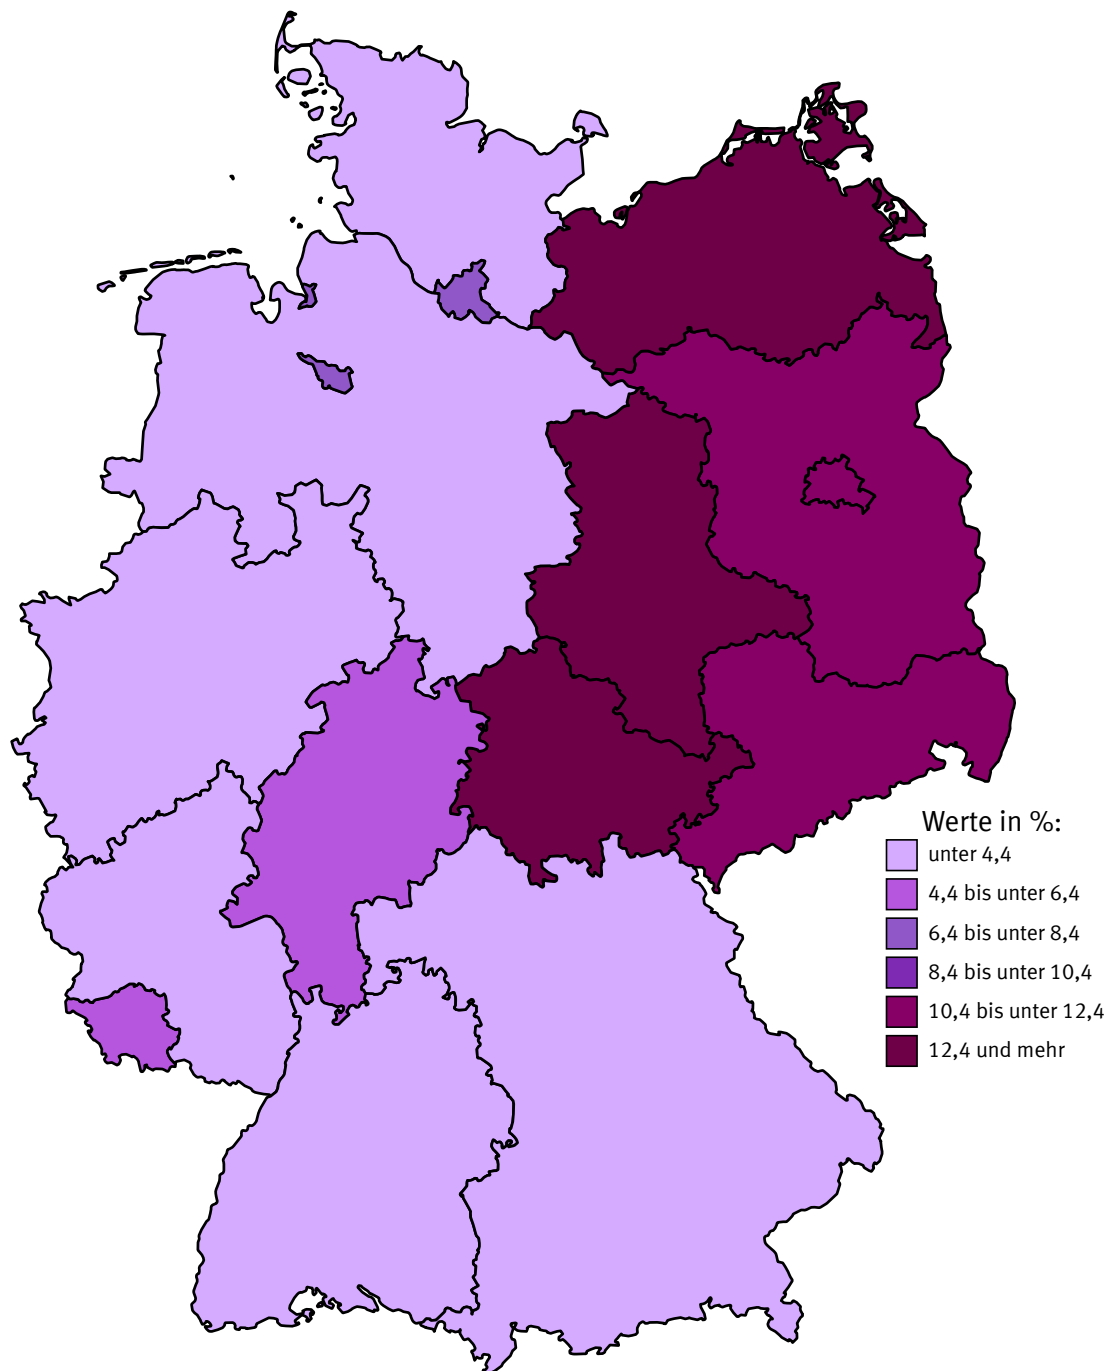 Werte in %:
unter 4,4
4,4 bis unter 6,4
6,4 bis unter 8,4
8,4 bis unter 10,4
10,4 bis unter 12,4
12,4 und mehr